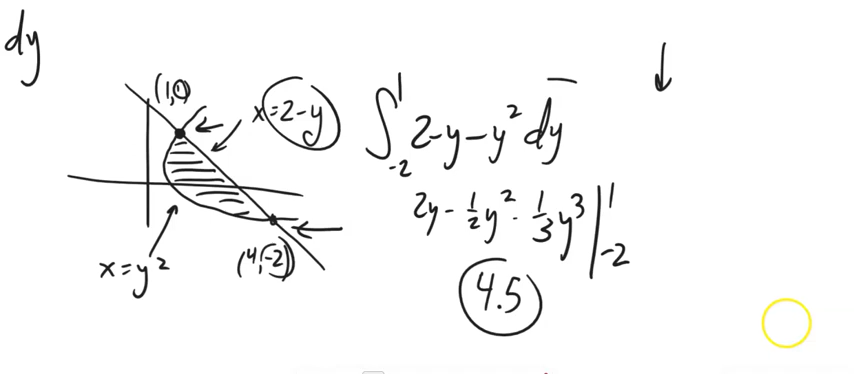 dy
(1,1)
x=2-y
∫₋₂¹ 2-y-y² dy
2y - ½y² - ⅓y³ |₋₂¹
x=y²
(4,-2)
4.5